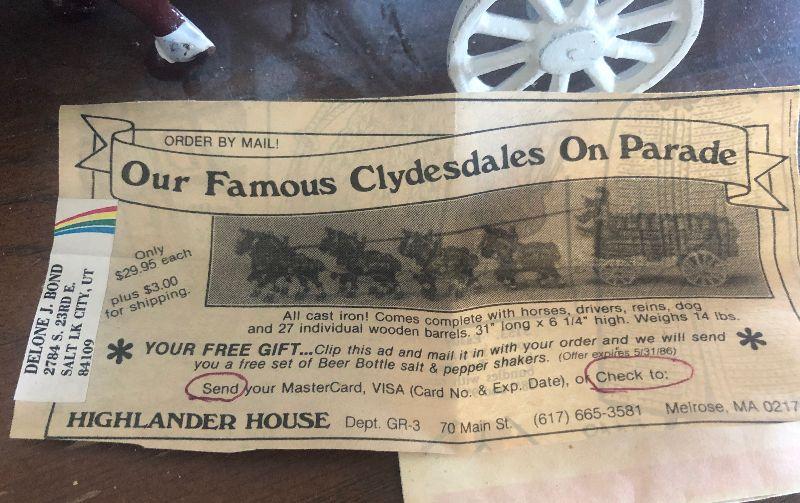 ORDER BY MAIL!
Our Famous Clydesdales On Parade
Only
$29.95 each
plus $3.00
for shipping.
DELONE J. BOND
2784 S. 23RD E.
SALT LK CITY, UT
84109
All cast iron! Comes complete with horses, drivers, reins, dog
and 27 individual wooden barrels. 31" long x 6 1/4" high. Weighs 14 lbs.
* YOUR FREE GIFT...Clip this ad and mail it in with your order and we will send *
you a free set of Beer Bottle salt & pepper shakers. (Offer expires 5/31/86)
Send your MasterCard, VISA (Card No. & Exp. Date), or Check to:
HIGHLANDER HOUSE Dept. GR-3 70 Main St. (617) 665-3581 Melrose, MA 0217